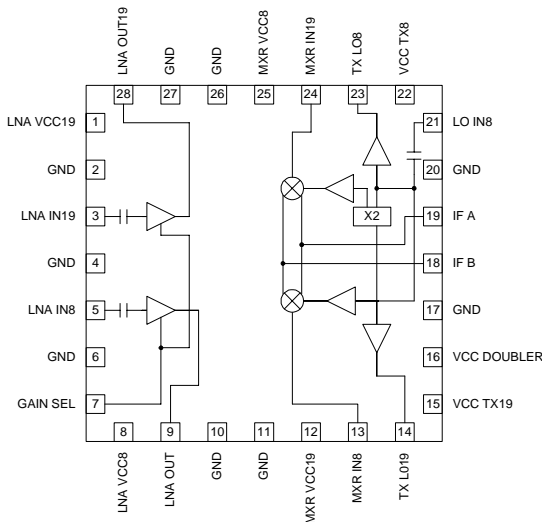 LNA OUT19
GND
GND
MXR VCC8
MXR IN19
TX LO8
VCC TX8
28
27
26
25
24
23
22
LNA VCC19
1
GND
2
LNA IN19
3
GND
4
LNA IN8
5
GND
6
GAIN SEL
7
X2
21
LO IN8
20
GND
19
IF A
18
IF B
17
GND
16
VCC DOUBLER
15
VCC TX19
8
9
10
11
12
13
14
LNA VCC8
LNA OUT
GND
GND
MXR VCC19
MXR IN8
TX L019